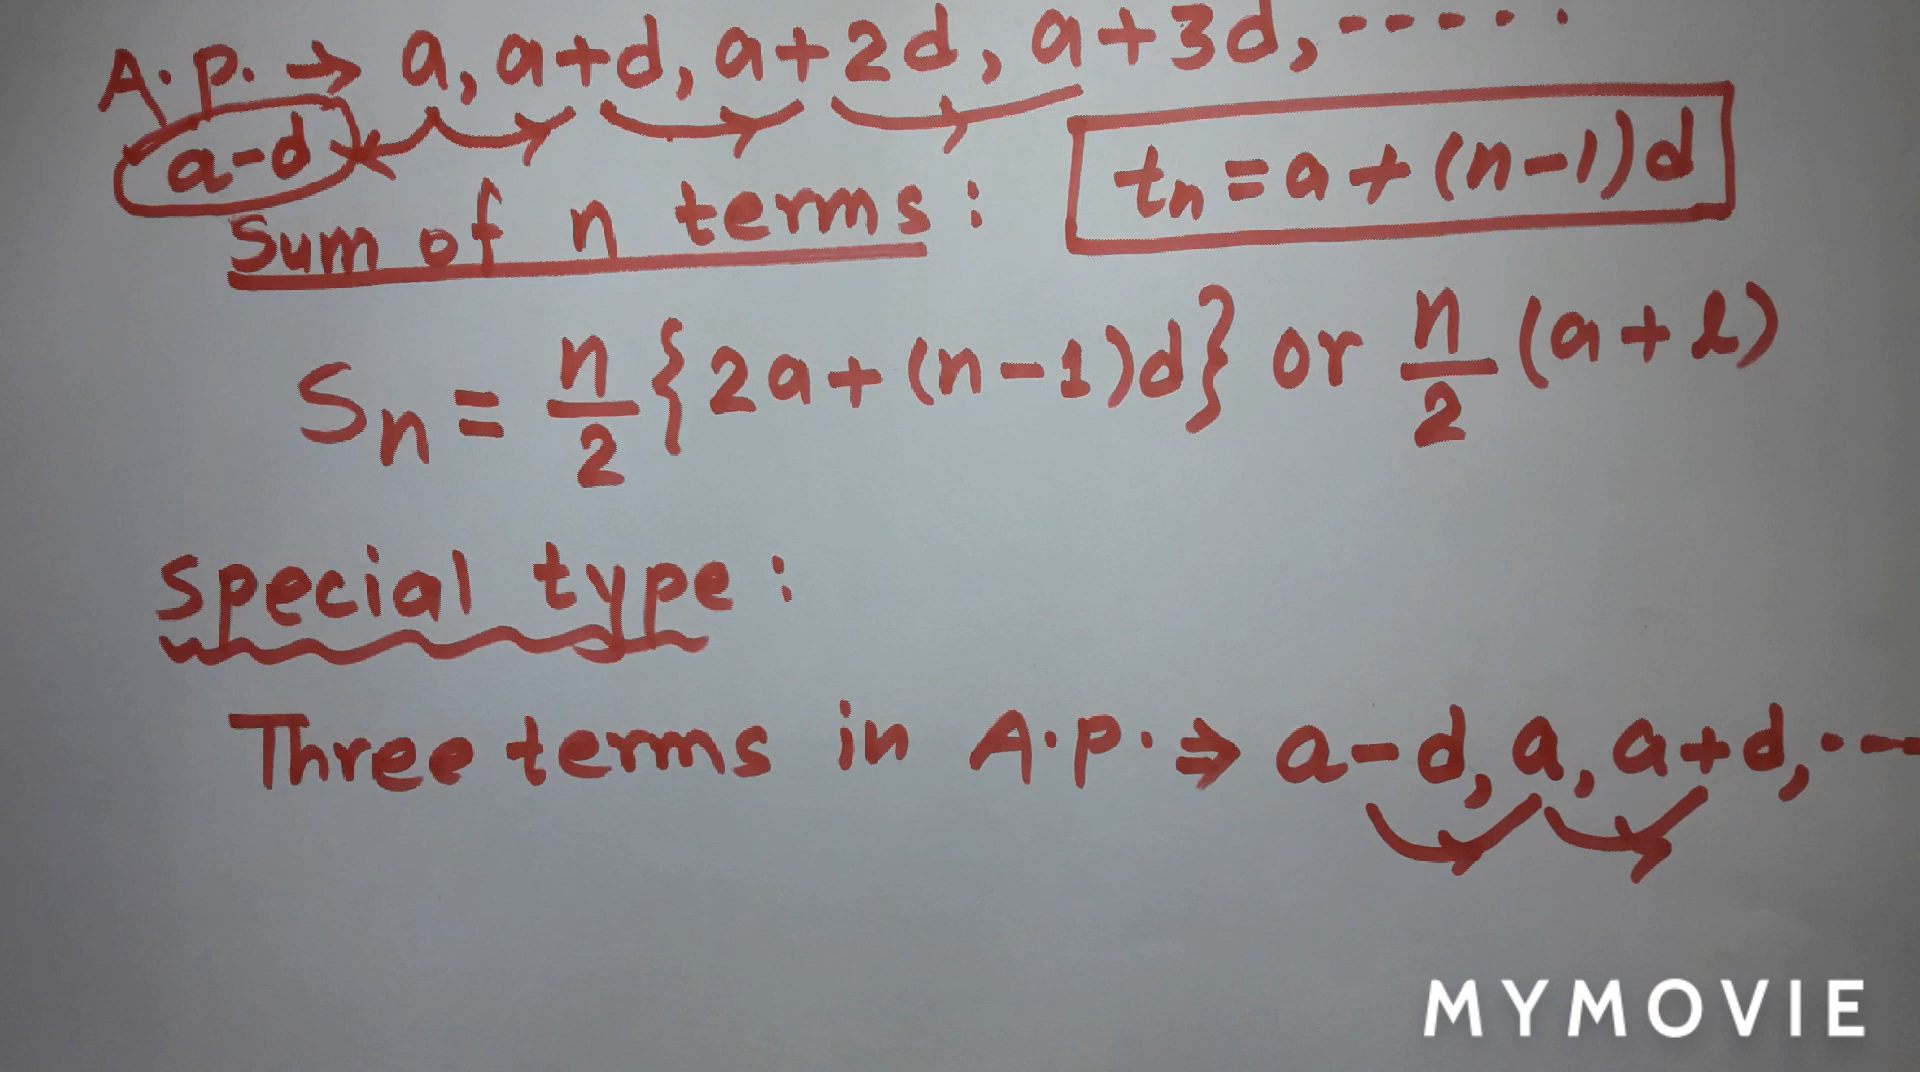 A.P. → a, a+d, a+2d, a+3d, -----.
a-d
tn = a+(n-1)d
Sum of n terms:
Sn = n/2 {2a+(n-1)d} or n/2 (a+l)
Special type:
Three terms in A.P. ⇒ a-d, a, a+d, ---
MYMOVIE